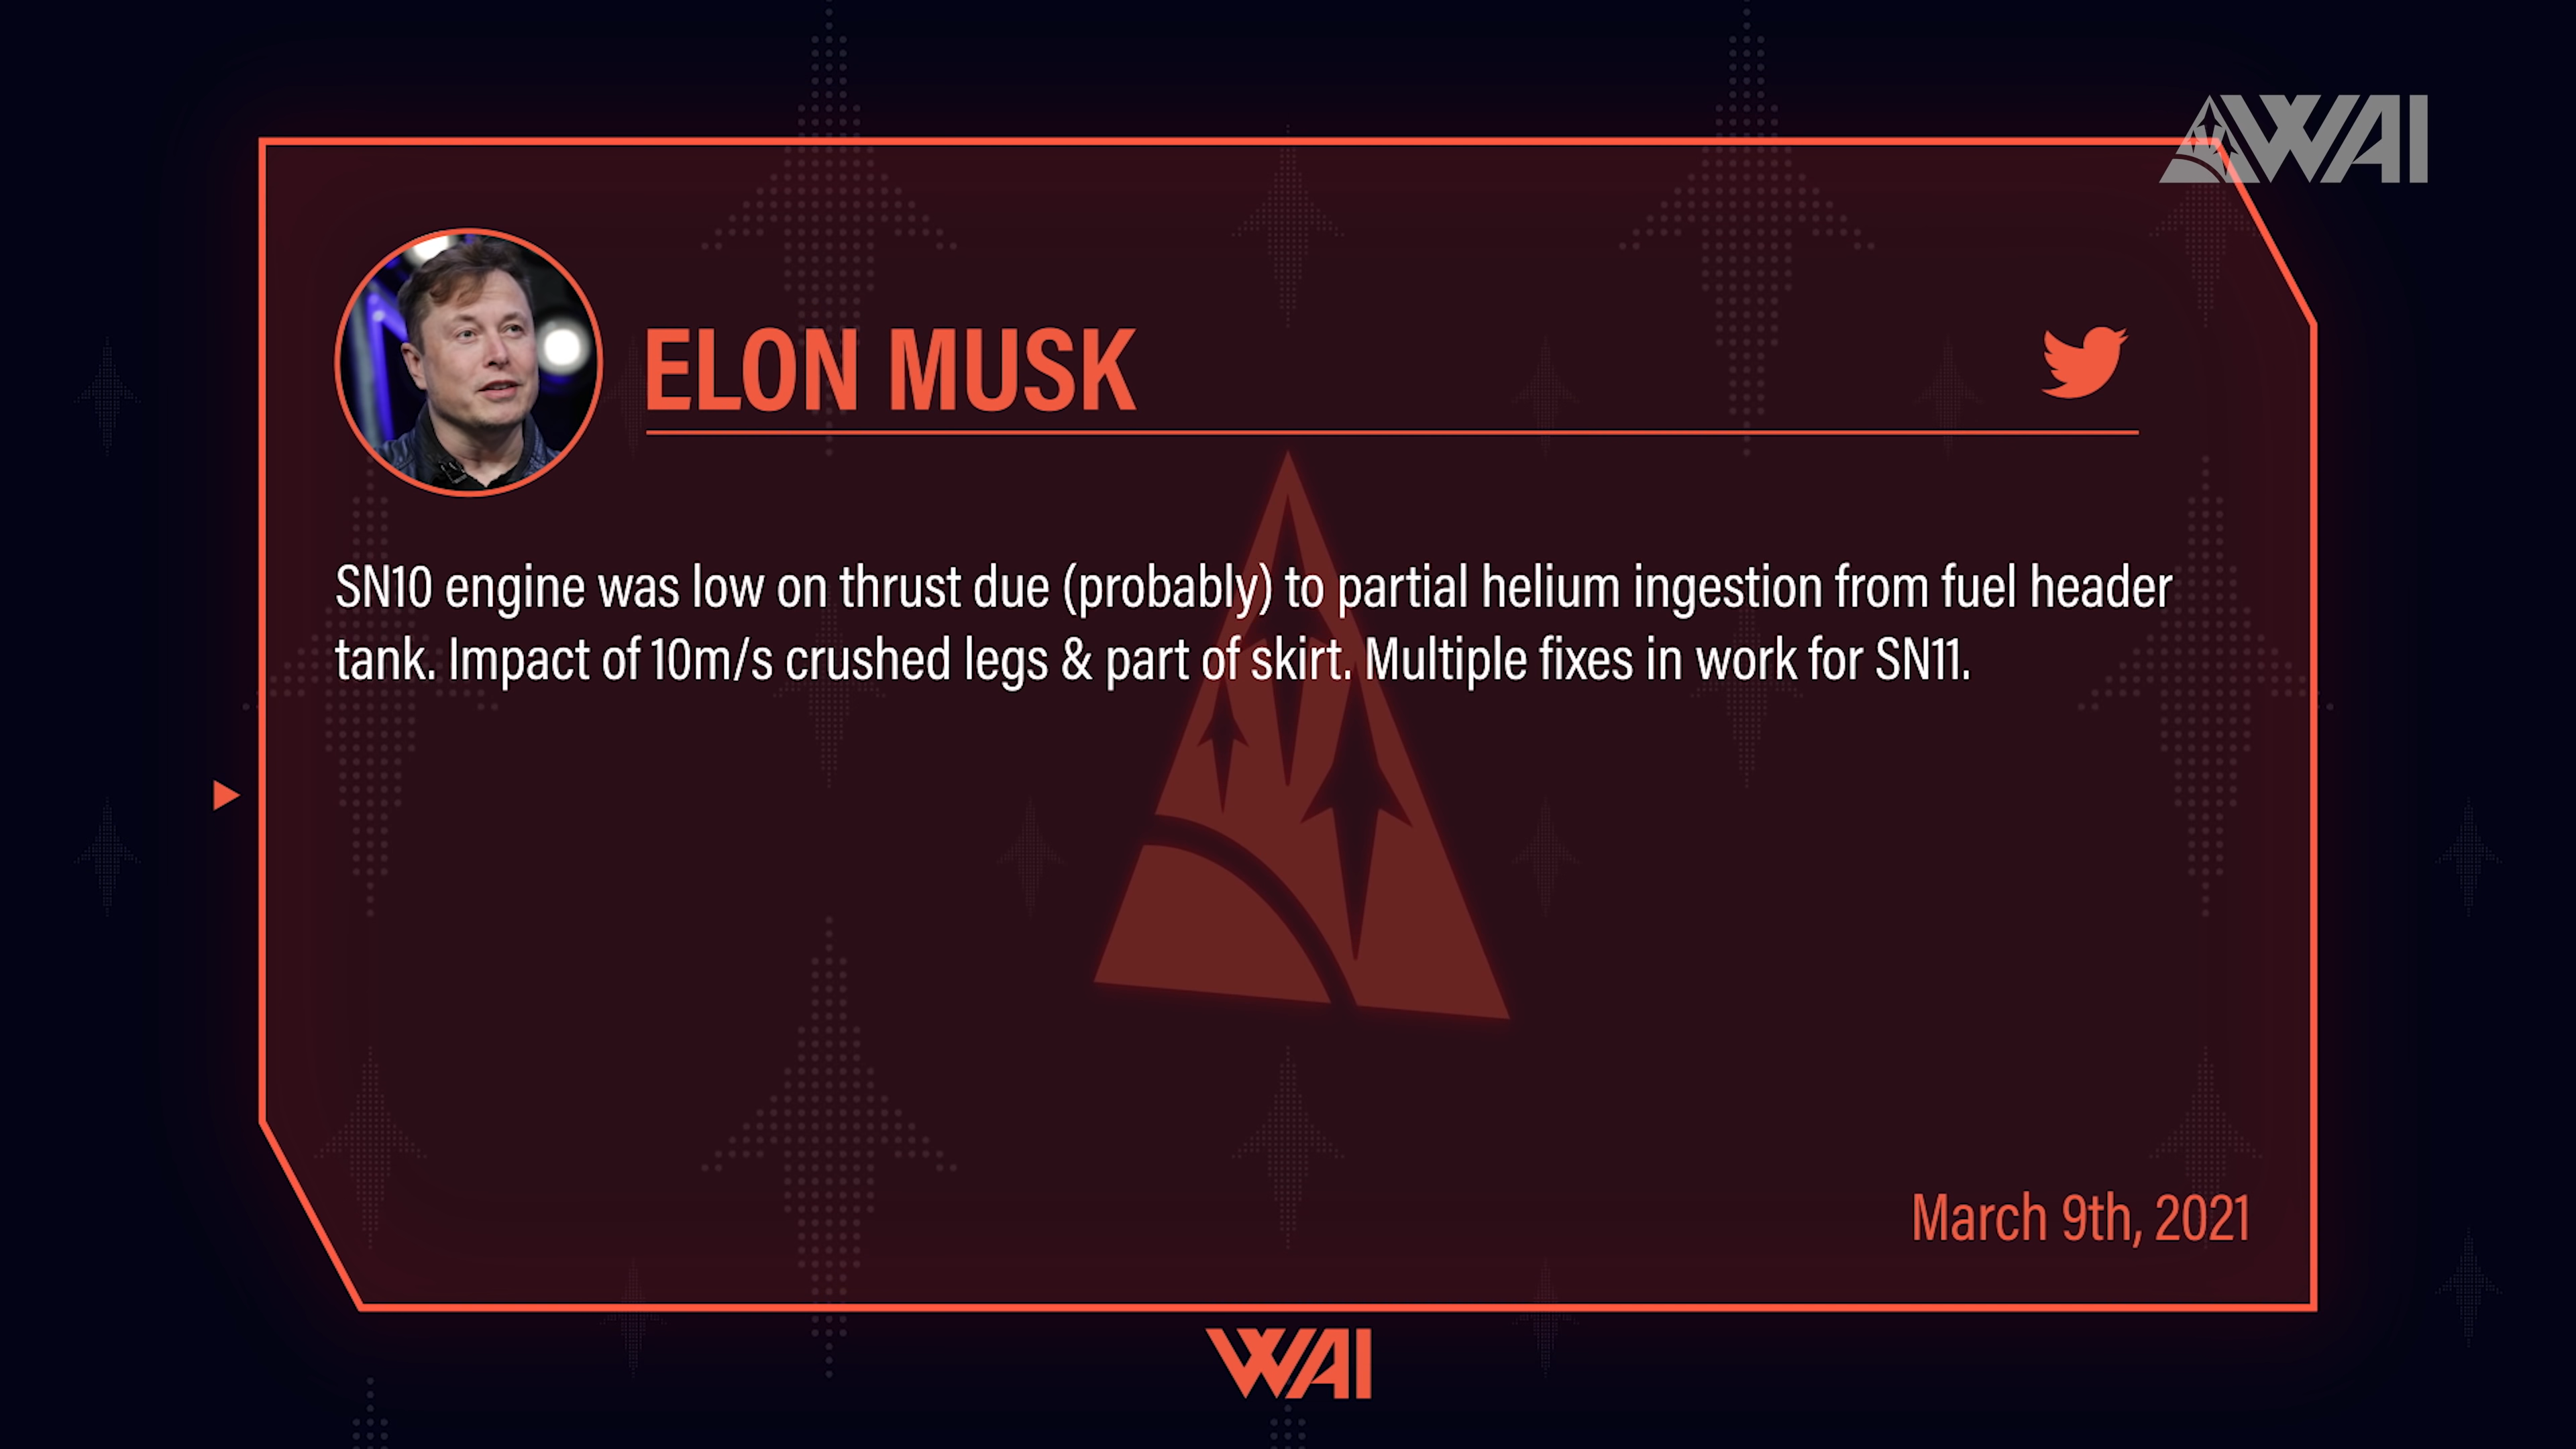 WAI
ELON MUSK
SN10 engine was low on thrust due (probably) to partial helium ingestion from fuel header
tank. Impact of 10m/s crushed legs & part of skirt. Multiple fixes in work for SN11.
March 9th, 2021
WAI